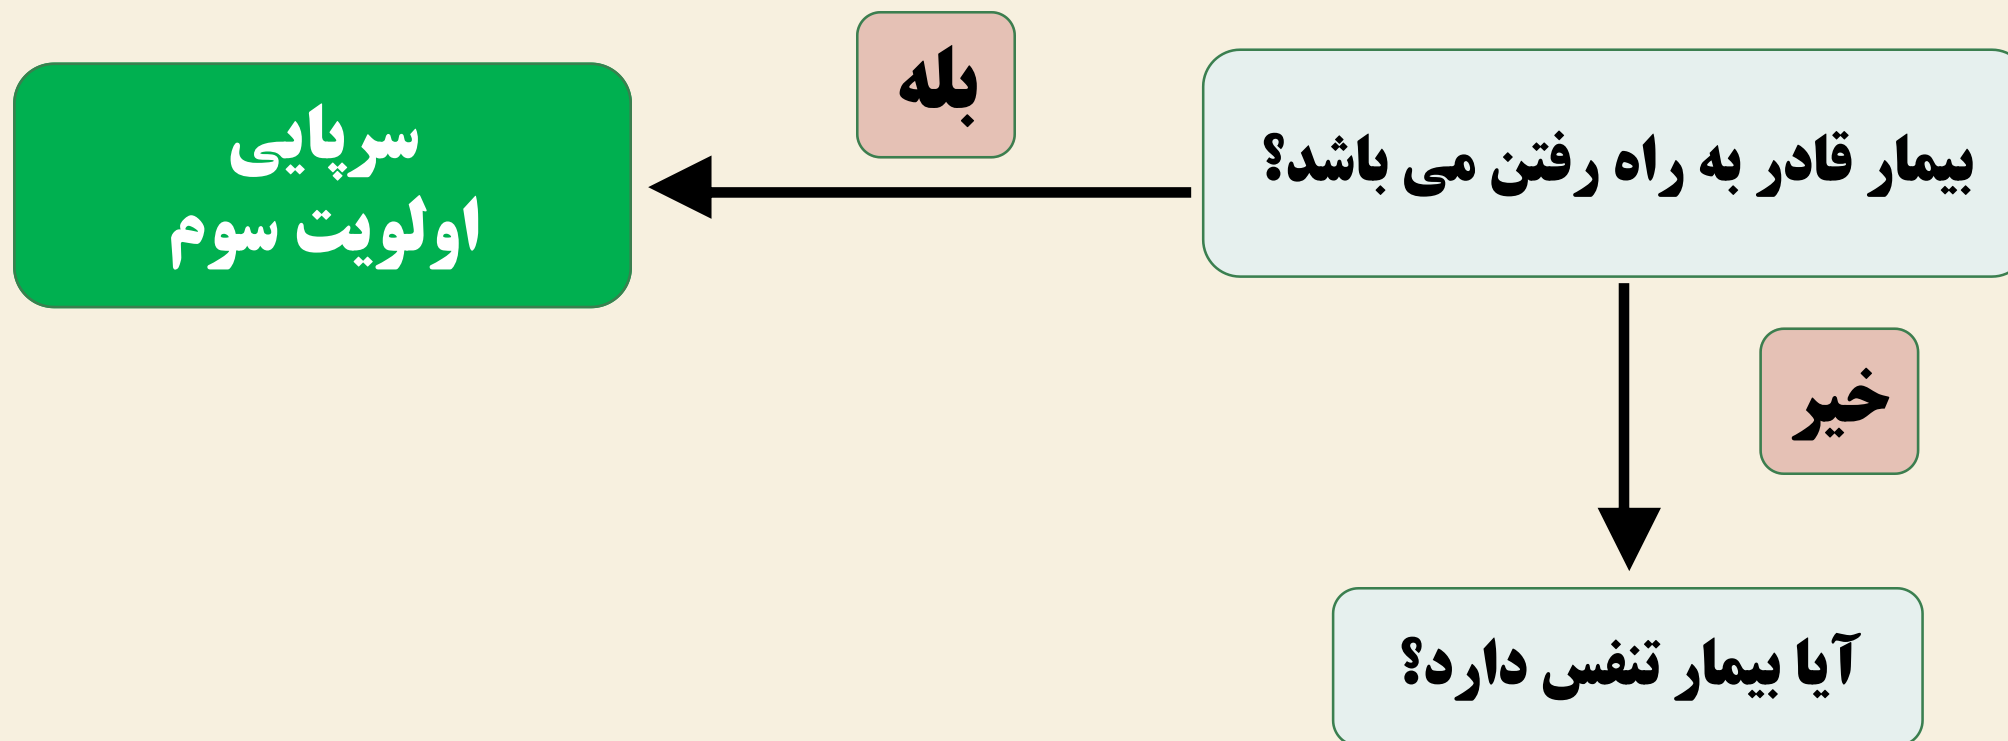 بیمار قادر به راه رفتن می باشد؟
بله
سرپایی
اولویت سوم
خیر
آیا بیمار تنفس دارد؟